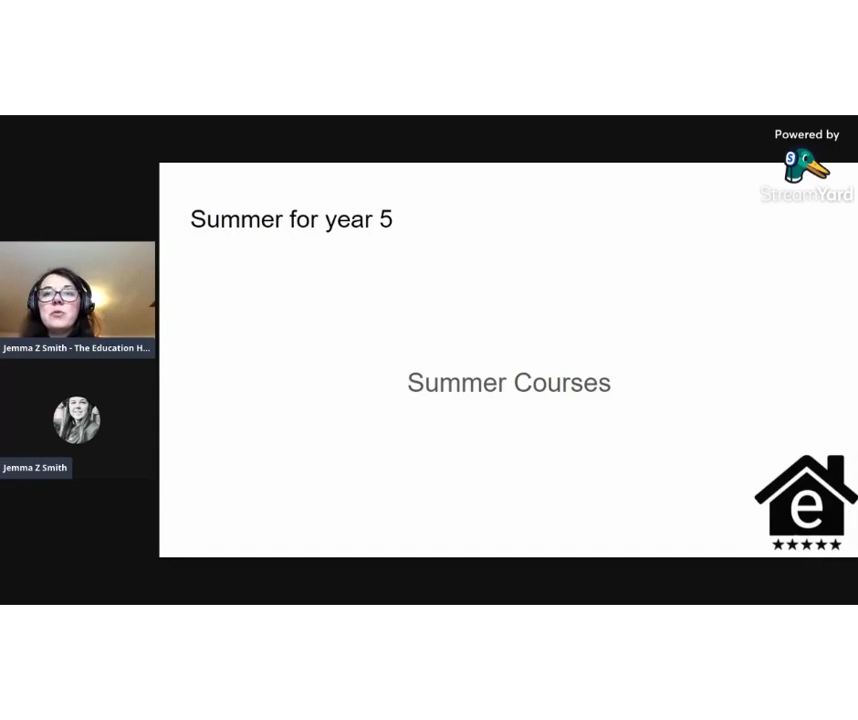 Powered by
S
StreamYard
Summer for year 5
Jemma Z Smith - The Education H...
Summer Courses
Jemma Z Smith
e